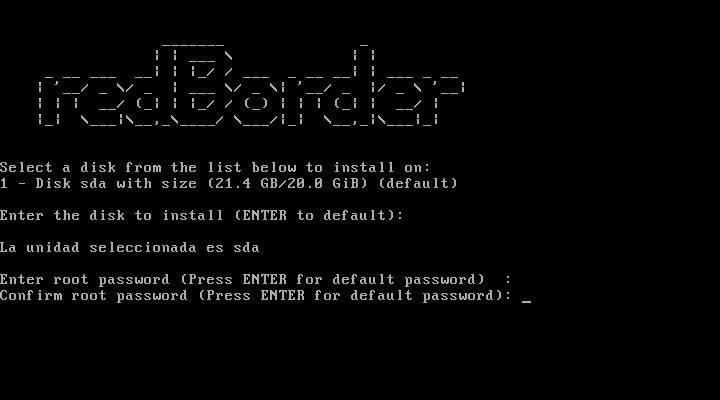 redBorder
Select a disk from the list below to install on:
1 - Disk sda with size (21.4 GB/20.0 GiB) (default)
Enter the disk to install (ENTER to default):
La unidad seleccionada es sda
Enter root password (Press ENTER for default password)  :
Confirm root password (Press ENTER for default password): _